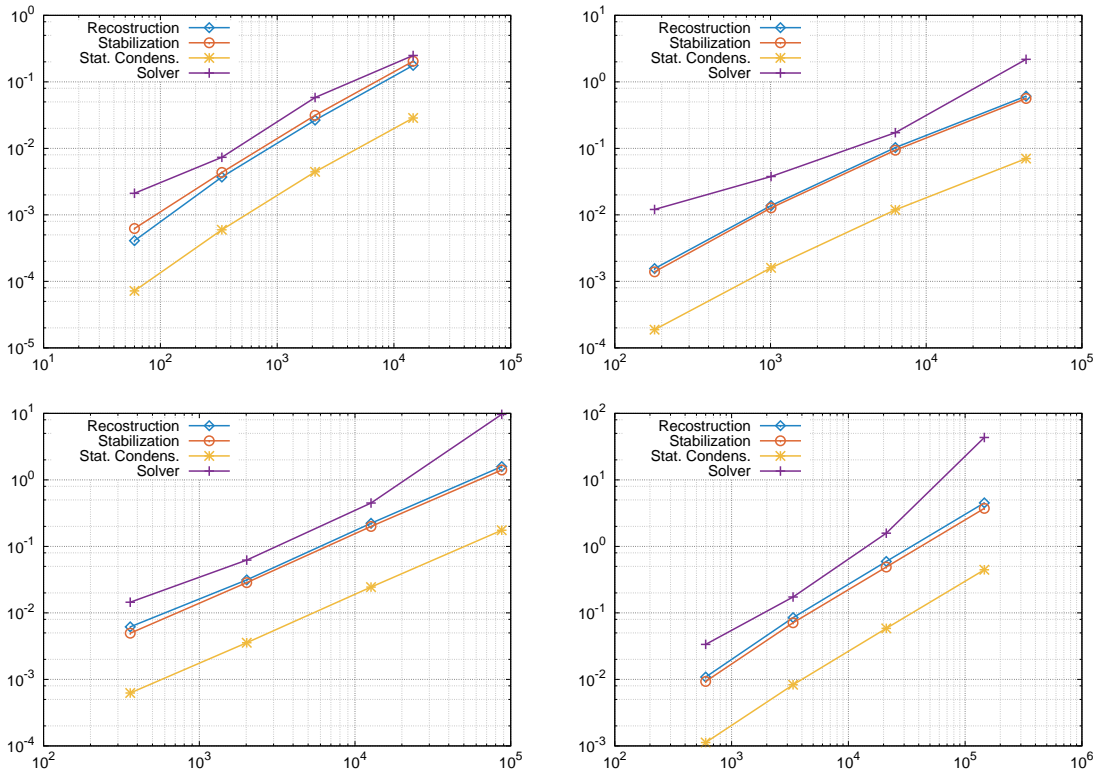 10^0
10^-1
10^-2
10^-3
10^-4
10^-5
10^1 10^2 10^3 10^4 10^5
Recostruction
Stabilization
Stat. Condens.
Solver
10^1
10^0
10^-1
10^-2
10^-3
10^-4
10^2 10^3 10^4 10^5
Recostruction
Stabilization
Stat. Condens.
Solver
10^1
10^0
10^-1
10^-2
10^-3
10^-4
10^2 10^3 10^4 10^5
Recostruction
Stabilization
Stat. Condens.
Solver
10^2
10^1
10^0
10^-1
10^-2
10^-3
10^2 10^3 10^4 10^5 10^6
Recostruction
Stabilization
Stat. Condens.
Solver